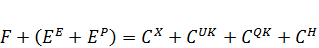 F + (E^E + E^P) = C^X + C^{UK} + C^{QK} + C^H